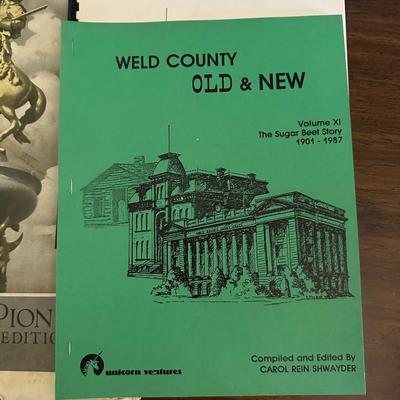 WELD COUNTY
OLD & NEW
Volume XI
The Sugar Beet Story
1901 - 1987
unicorn ventures
Compiled and Edited By
CAROL REIN SHWAYDER
PION
EDITIO